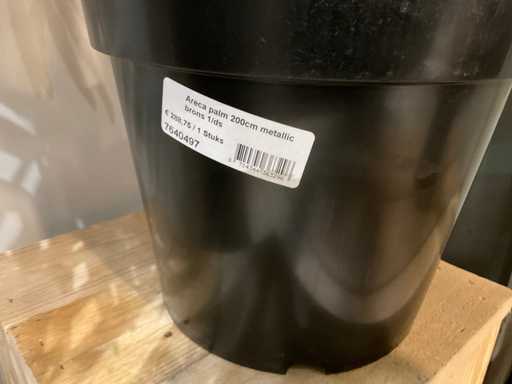 Areca palm 200cm metallic
brons 1/ds
€ 288,75 / 1 Stuks
7640497